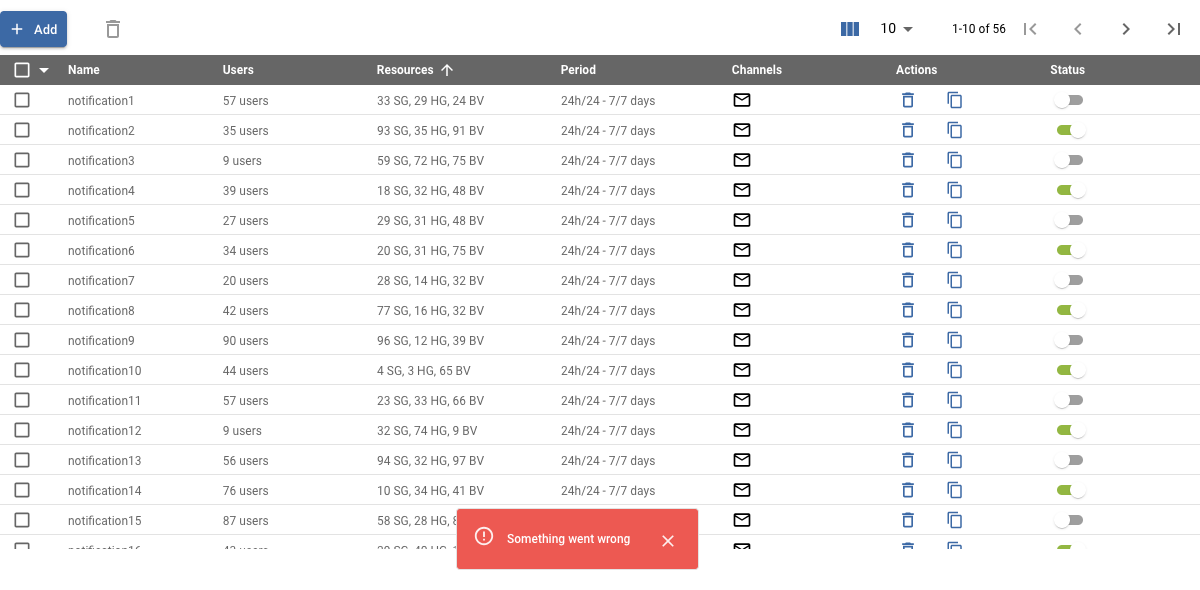 Add 10 1-10 of 56
Name Users Resources Period Channels Actions Status
notification1 57 users 33 SG, 29 HG, 24 BV 24h/24 - 7/7 days
notification2 35 users 93 SG, 35 HG, 91 BV 24h/24 - 7/7 days
notification3 9 users 59 SG, 72 HG, 75 BV 24h/24 - 7/7 days
notification4 39 users 18 SG, 32 HG, 48 BV 24h/24 - 7/7 days
notification5 27 users 29 SG, 31 HG, 48 BV 24h/24 - 7/7 days
notification6 34 users 20 SG, 31 HG, 75 BV 24h/24 - 7/7 days
notification7 20 users 28 SG, 14 HG, 32 BV 24h/24 - 7/7 days
notification8 42 users 77 SG, 16 HG, 32 BV 24h/24 - 7/7 days
notification9 90 users 96 SG, 12 HG, 39 BV 24h/24 - 7/7 days
notification10 44 users 4 SG, 3 HG, 65 BV 24h/24 - 7/7 days
notification11 57 users 23 SG, 33 HG, 66 BV 24h/24 - 7/7 days
notification12 9 users 32 SG, 74 HG, 9 BV 24h/24 - 7/7 days
notification13 56 users 94 SG, 32 HG, 97 BV 24h/24 - 7/7 days
notification14 76 users 10 SG, 34 HG, 41 BV 24h/24 - 7/7 days
notification15 87 users 58 SG, 28 HG,
Something went wrong